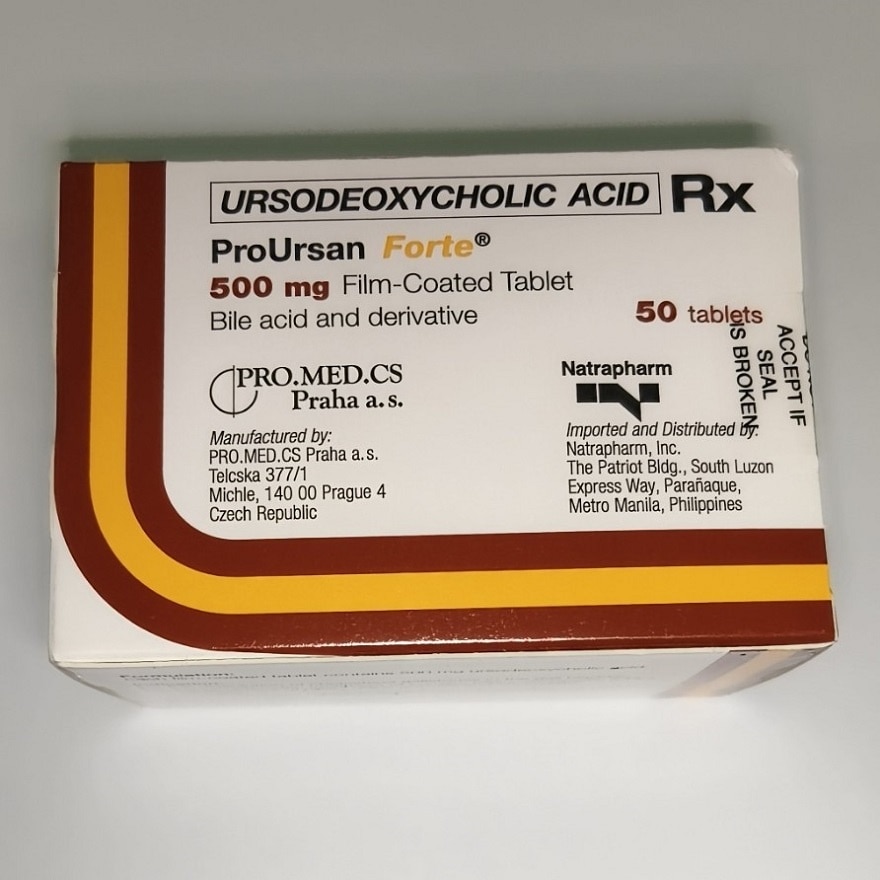 URSODEOXYCHOLIC ACID Rx
ProUrsan Forte®
500 mg Film-Coated Tablet
Bile acid and derivative
50 tablets
PRO.MED.CS
Praha a.s.
Manufactured by:
PRO.MED.CS Praha a.s.
Telcska 377/1
Michle, 140 00 Prague 4
Czech Republic
Natrapharm
Imported and Distributed by:
Natrapharm, Inc.
The Patriot Bldg., South Luzon
Express Way, Parañaque,
Metro Manila, Philippines
ACCEPT IF
SEAL
IS BROKEN
Formulation: